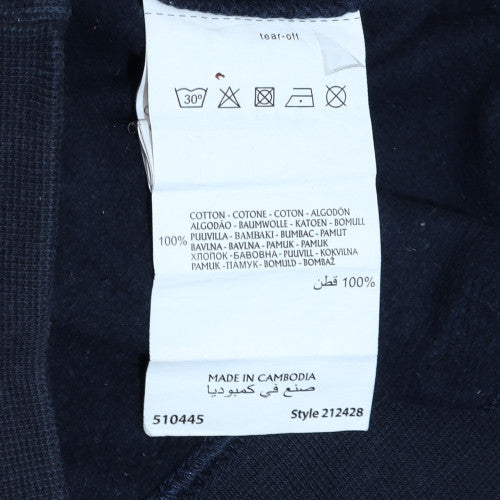 tear-off
30°
COTTON - COTONE - COTON - ALGODÓN
ALGODÃO - BAUMWOLLE - KATOEN - BOMULL
PUUVILLA - BAMBAKI - BUMBAC - PAMUT
100% BAVLNA - BAVLNA - PAMUK - PAMUK
ХЛОПОК - БАВОВНА - PUUVILL - KOKVILNA
PAMUK - ПАМУК - BOMULD - BOMBAŽ
100% قطن
MADE IN CAMBODIA
صنع في كمبوديا
510445 Style 212428